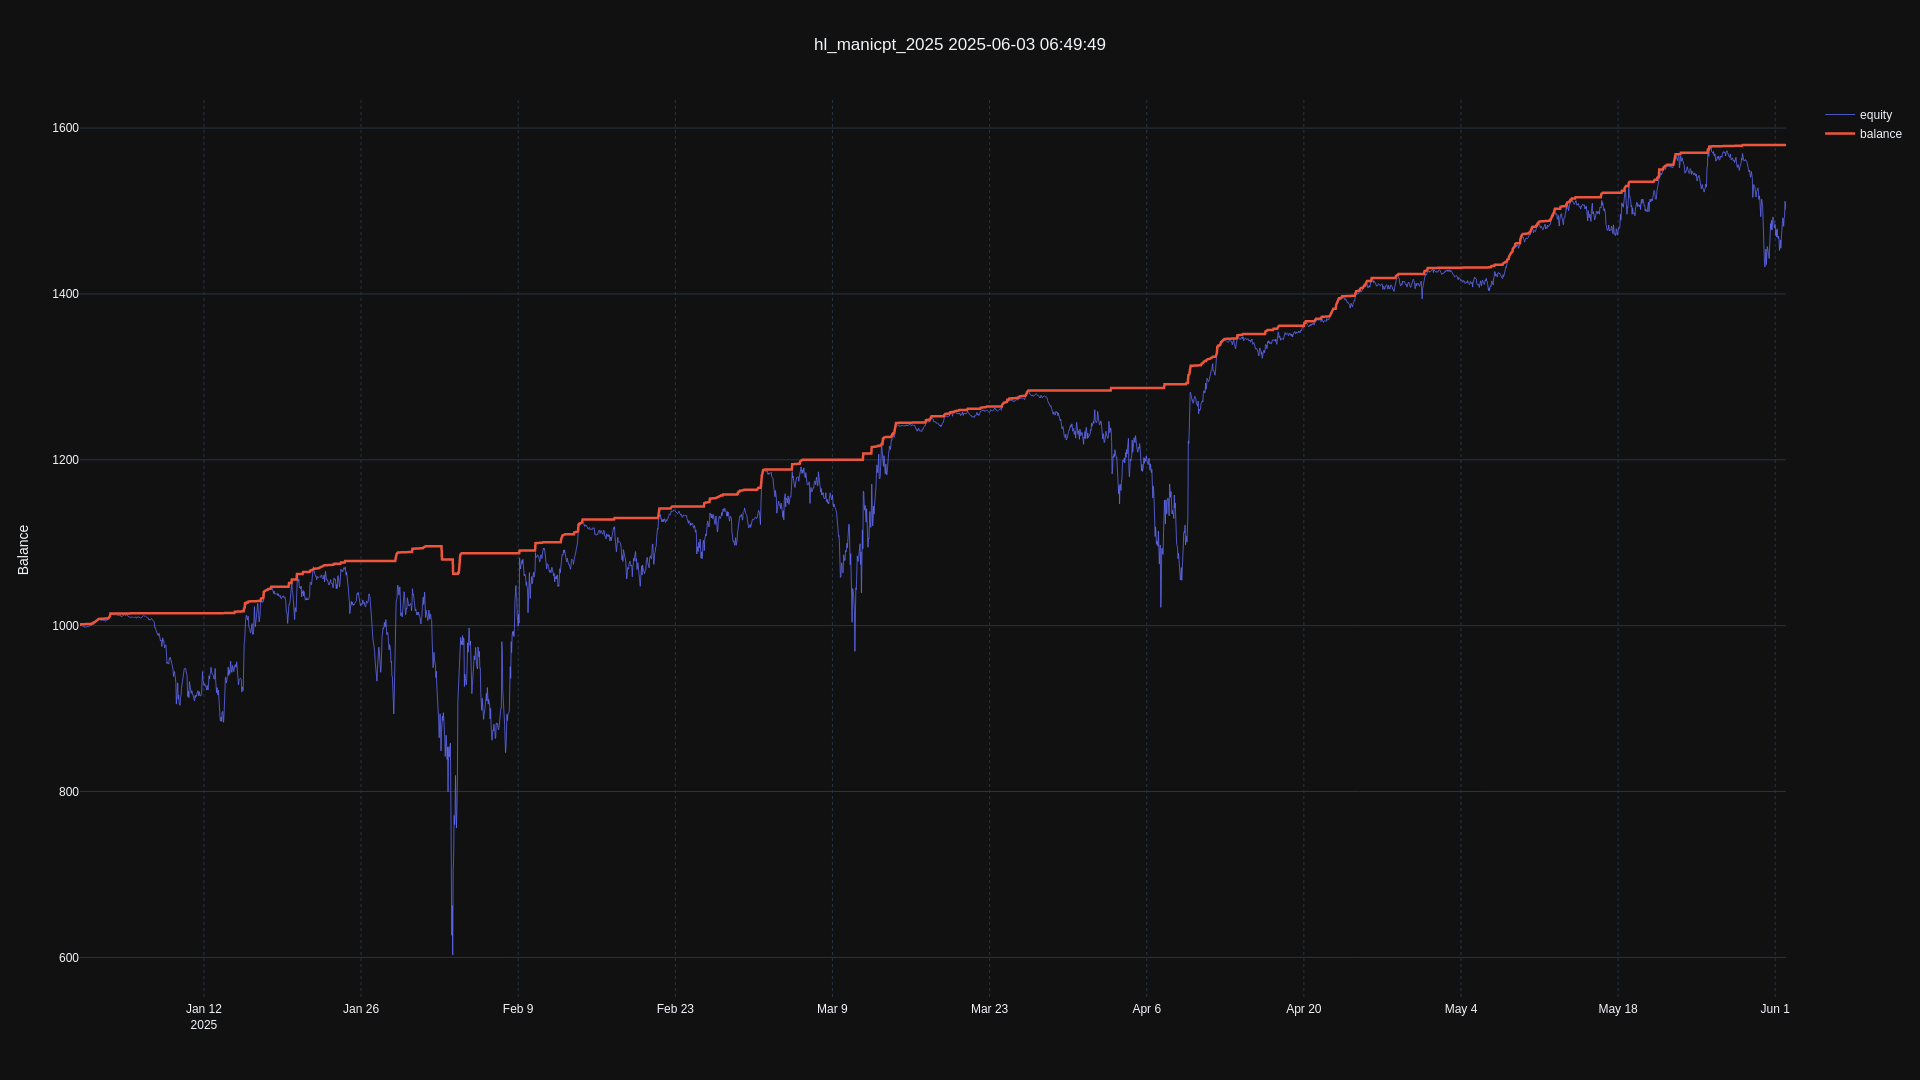 hl_manicpt_2025 2025-06-03 06:49:49
equity
balance
Balance
1600
1400
1200
1000
800
600
Jan 12
2025
Jan 26
Feb 9
Feb 23
Mar 9
Mar 23
Apr 6
Apr 20
May 4
May 18
Jun 1